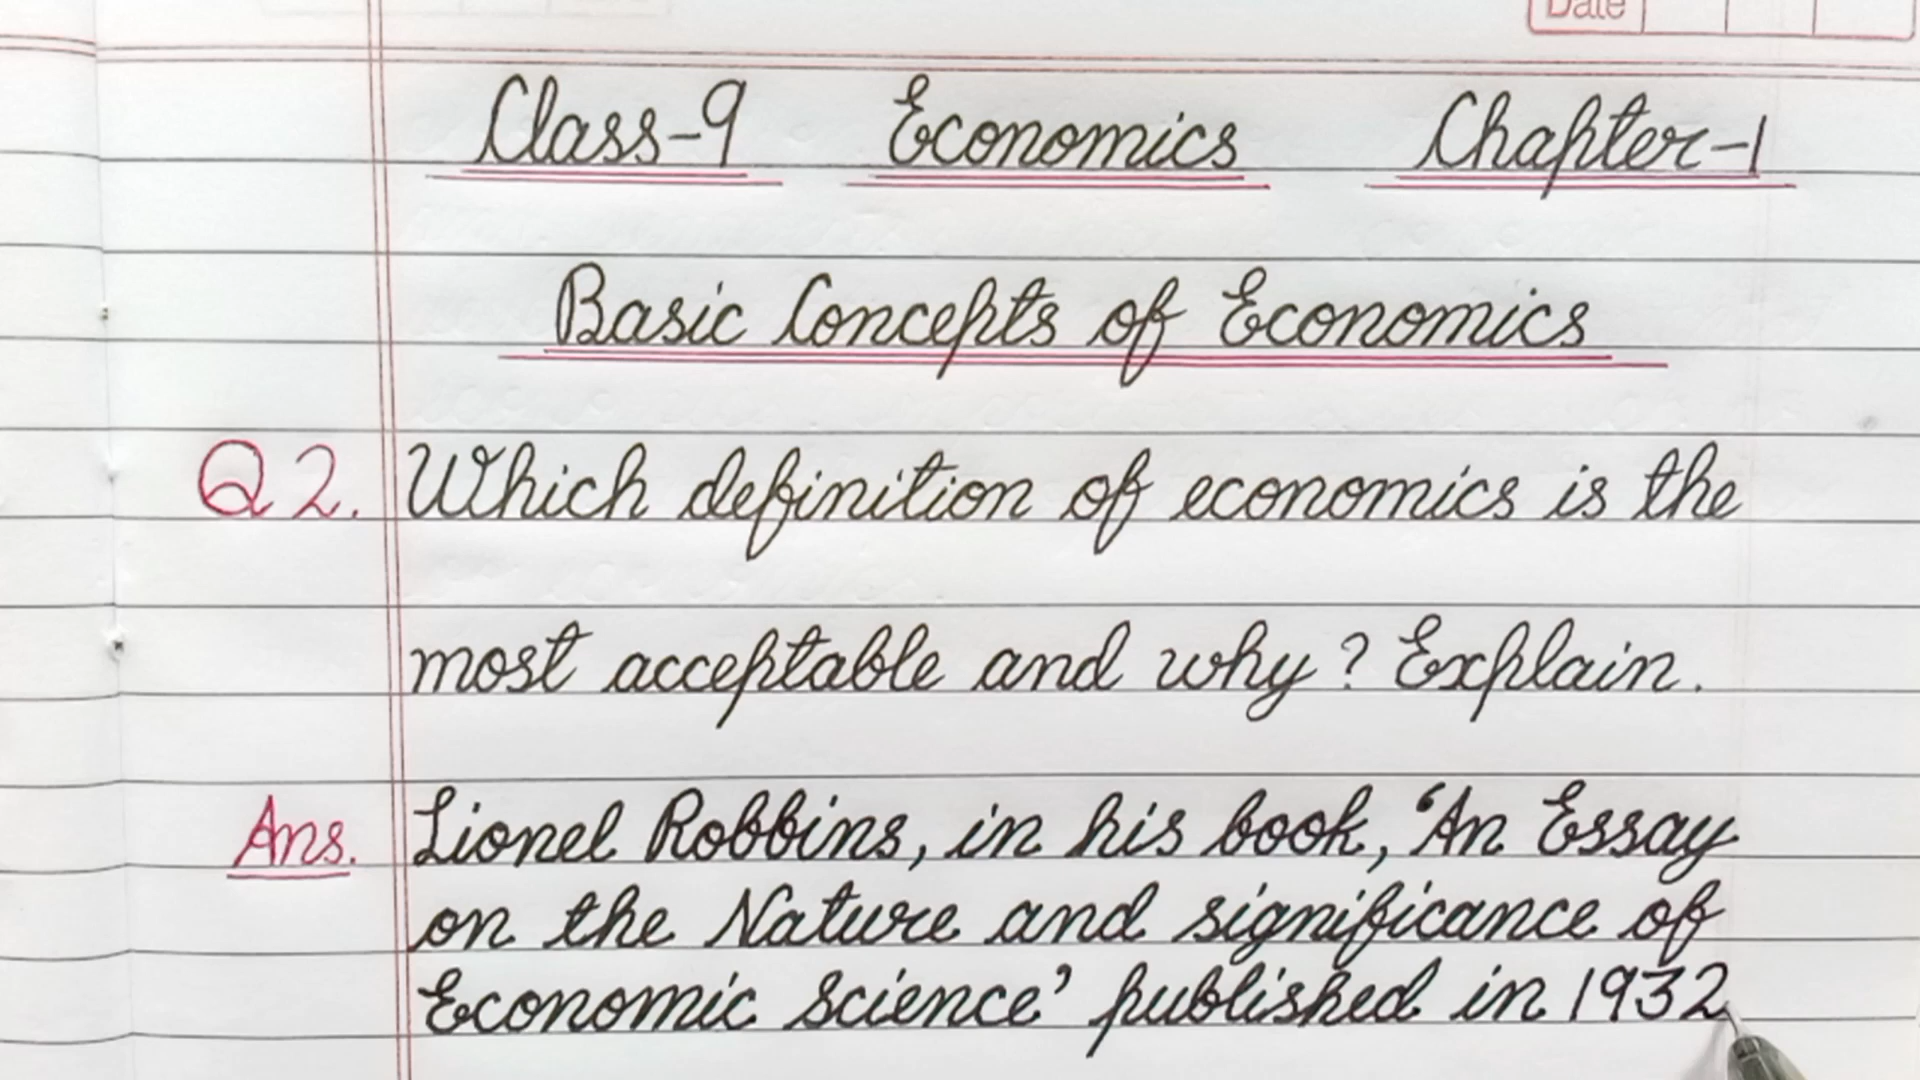 Date
Class-9 Economics Chapter-1
Basic Concepts of Economics
Q2. Which definition of economics is the
most acceptable and why? Explain.
Ans. Lionel Robbins, in his book, 'An Essay
on the Nature and significance of
Economic Science' published in 1932